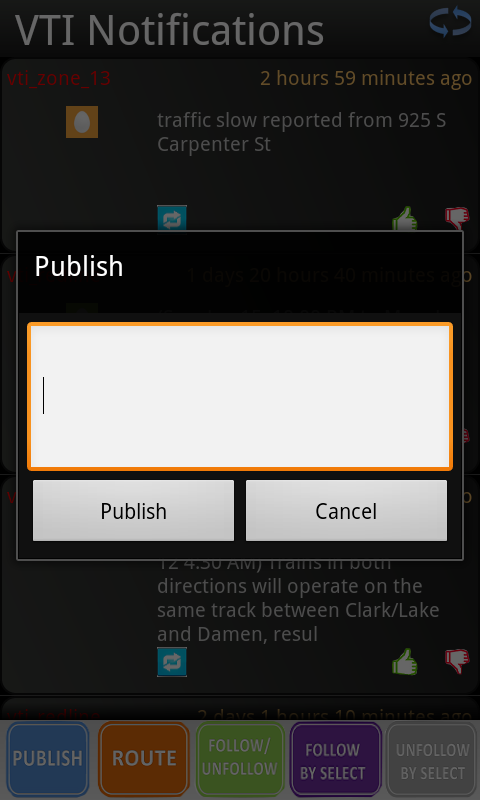 VTI Notifications
vti_zone_13 2 hours 59 minutes ago
traffic slow reported from 925 S
Carpenter St
1 days 20 hours 40 minutes ago
Publish
Publish Cancel
12 4:30 AM) Trains in both
directions will operate on the
same track between Clark/Lake
and Damen, resul
2 days 1 hours 10 minutes ago
PUBLISH
ROUTE
FOLLOW/
UNFOLLOW
FOLLOW
BY SELECT
UNFOLLOW
BY SELECT